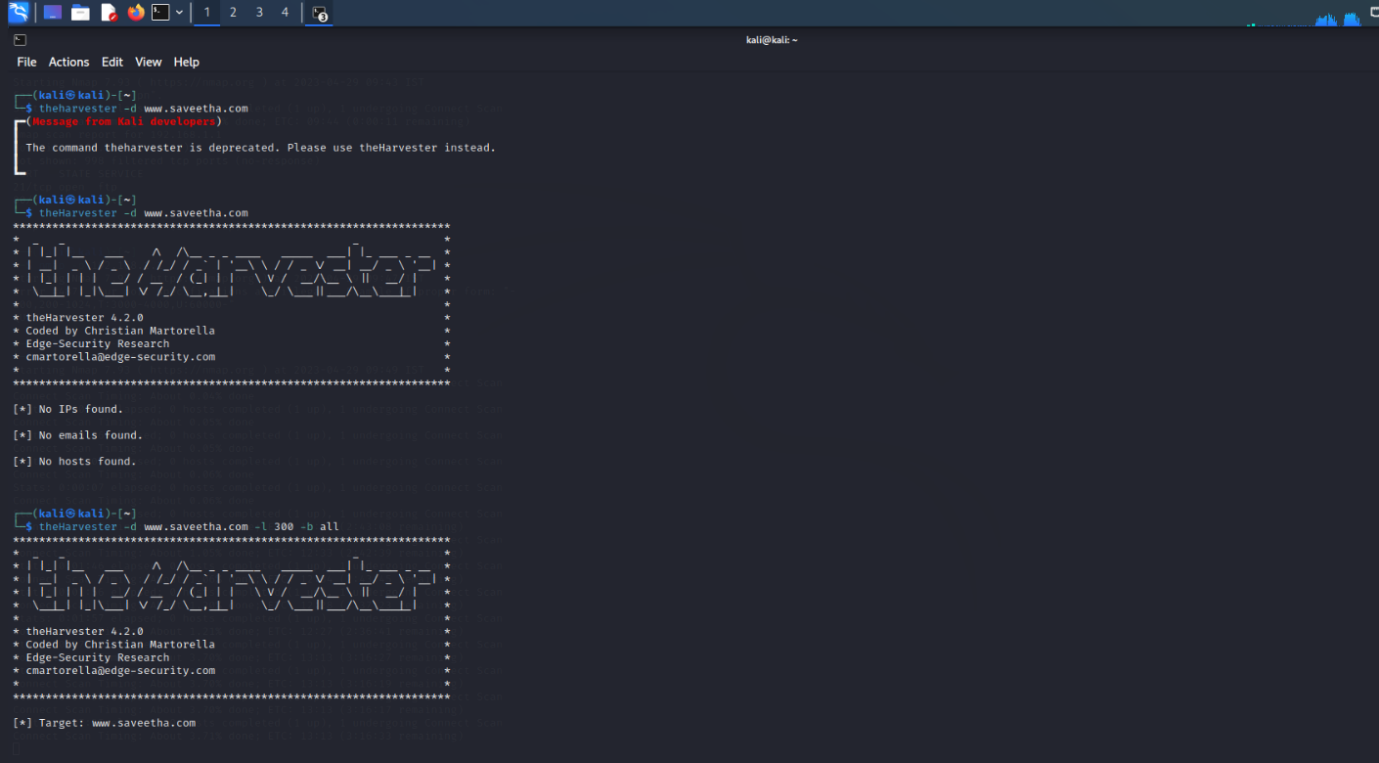 1 2 3 4
kali@kali: ~
File Actions Edit View Help
┌──(kali㉿kali)-[~]
└─$ theharvester -d www.saveetha.com
┏━(Message from Kali developers)
┃
┃ The command theharvester is deprecated. Please use theHarvester instead.
┃
┗━
┌──(kali㉿kali)-[~]
└─$ theHarvester -d www.saveetha.com
*******************************************************************
* theHarvester 4.2.0 *
* Coded by Christian Martorella *
* Edge-Security Research *
* cmartorella@edge-security.com *
* *
*******************************************************************
[*] No IPs found.
[*] No emails found.
[*] No hosts found.
┌──(kali㉿kali)-[~]
└─$ theHarvester -d www.saveetha.com -l 300 -b all
*******************************************************************
* theHarvester 4.2.0 *
* Coded by Christian Martorella *
* Edge-Security Research *
* cmartorella@edge-security.com *
* *
*******************************************************************
[*] Target: www.saveetha.com